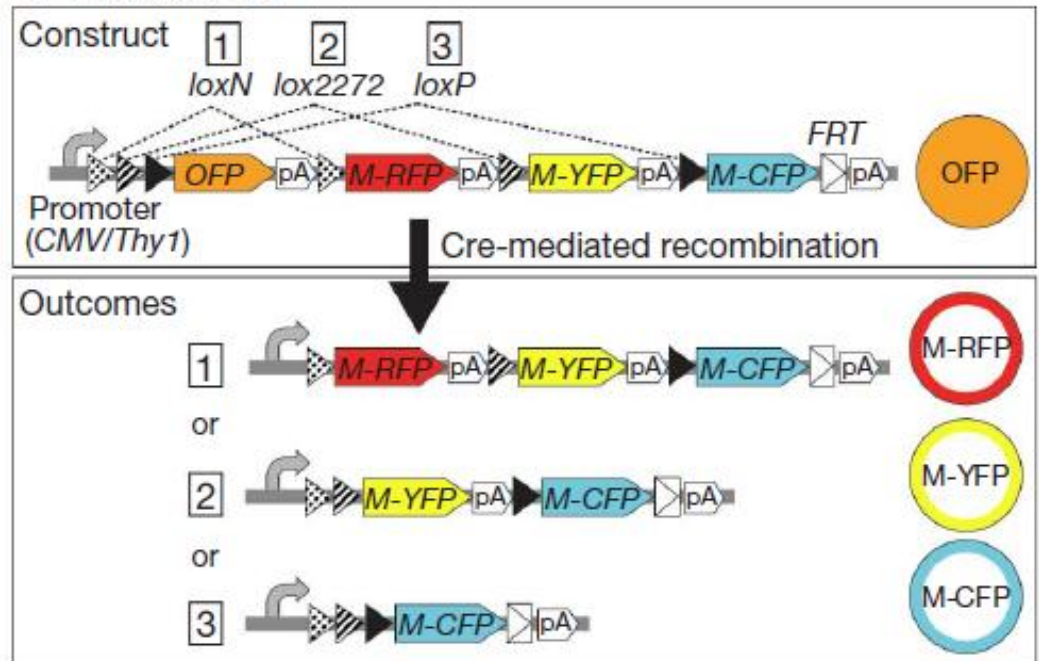 Construct
1 2 3
loxN lox2272 loxP
FRT
OFP pA M-RFP pA M-YFP pA M-CFP pA OFP
Promoter
(CMV/Thy1)
Cre-mediated recombination
Outcomes
1 M-RFP pA M-YFP pA M-CFP pA M-RFP
or
2 M-YFP pA M-CFP pA M-YFP
or
3 M-CFP pA M-CFP